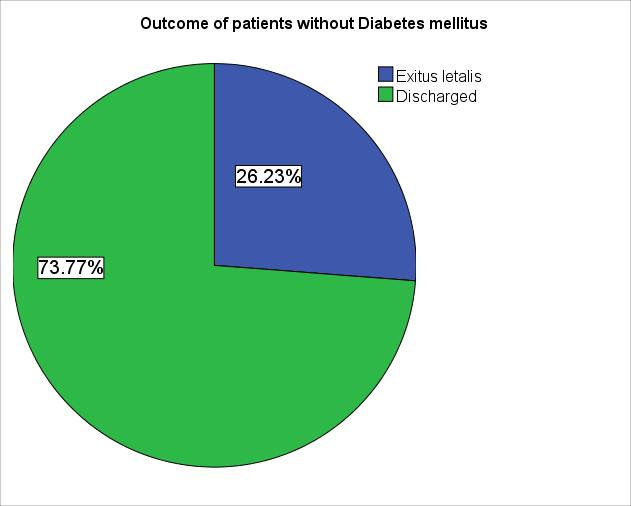 Outcome of patients without Diabetes mellitus
Exitus letalis
Discharged
26.23%
73.77%